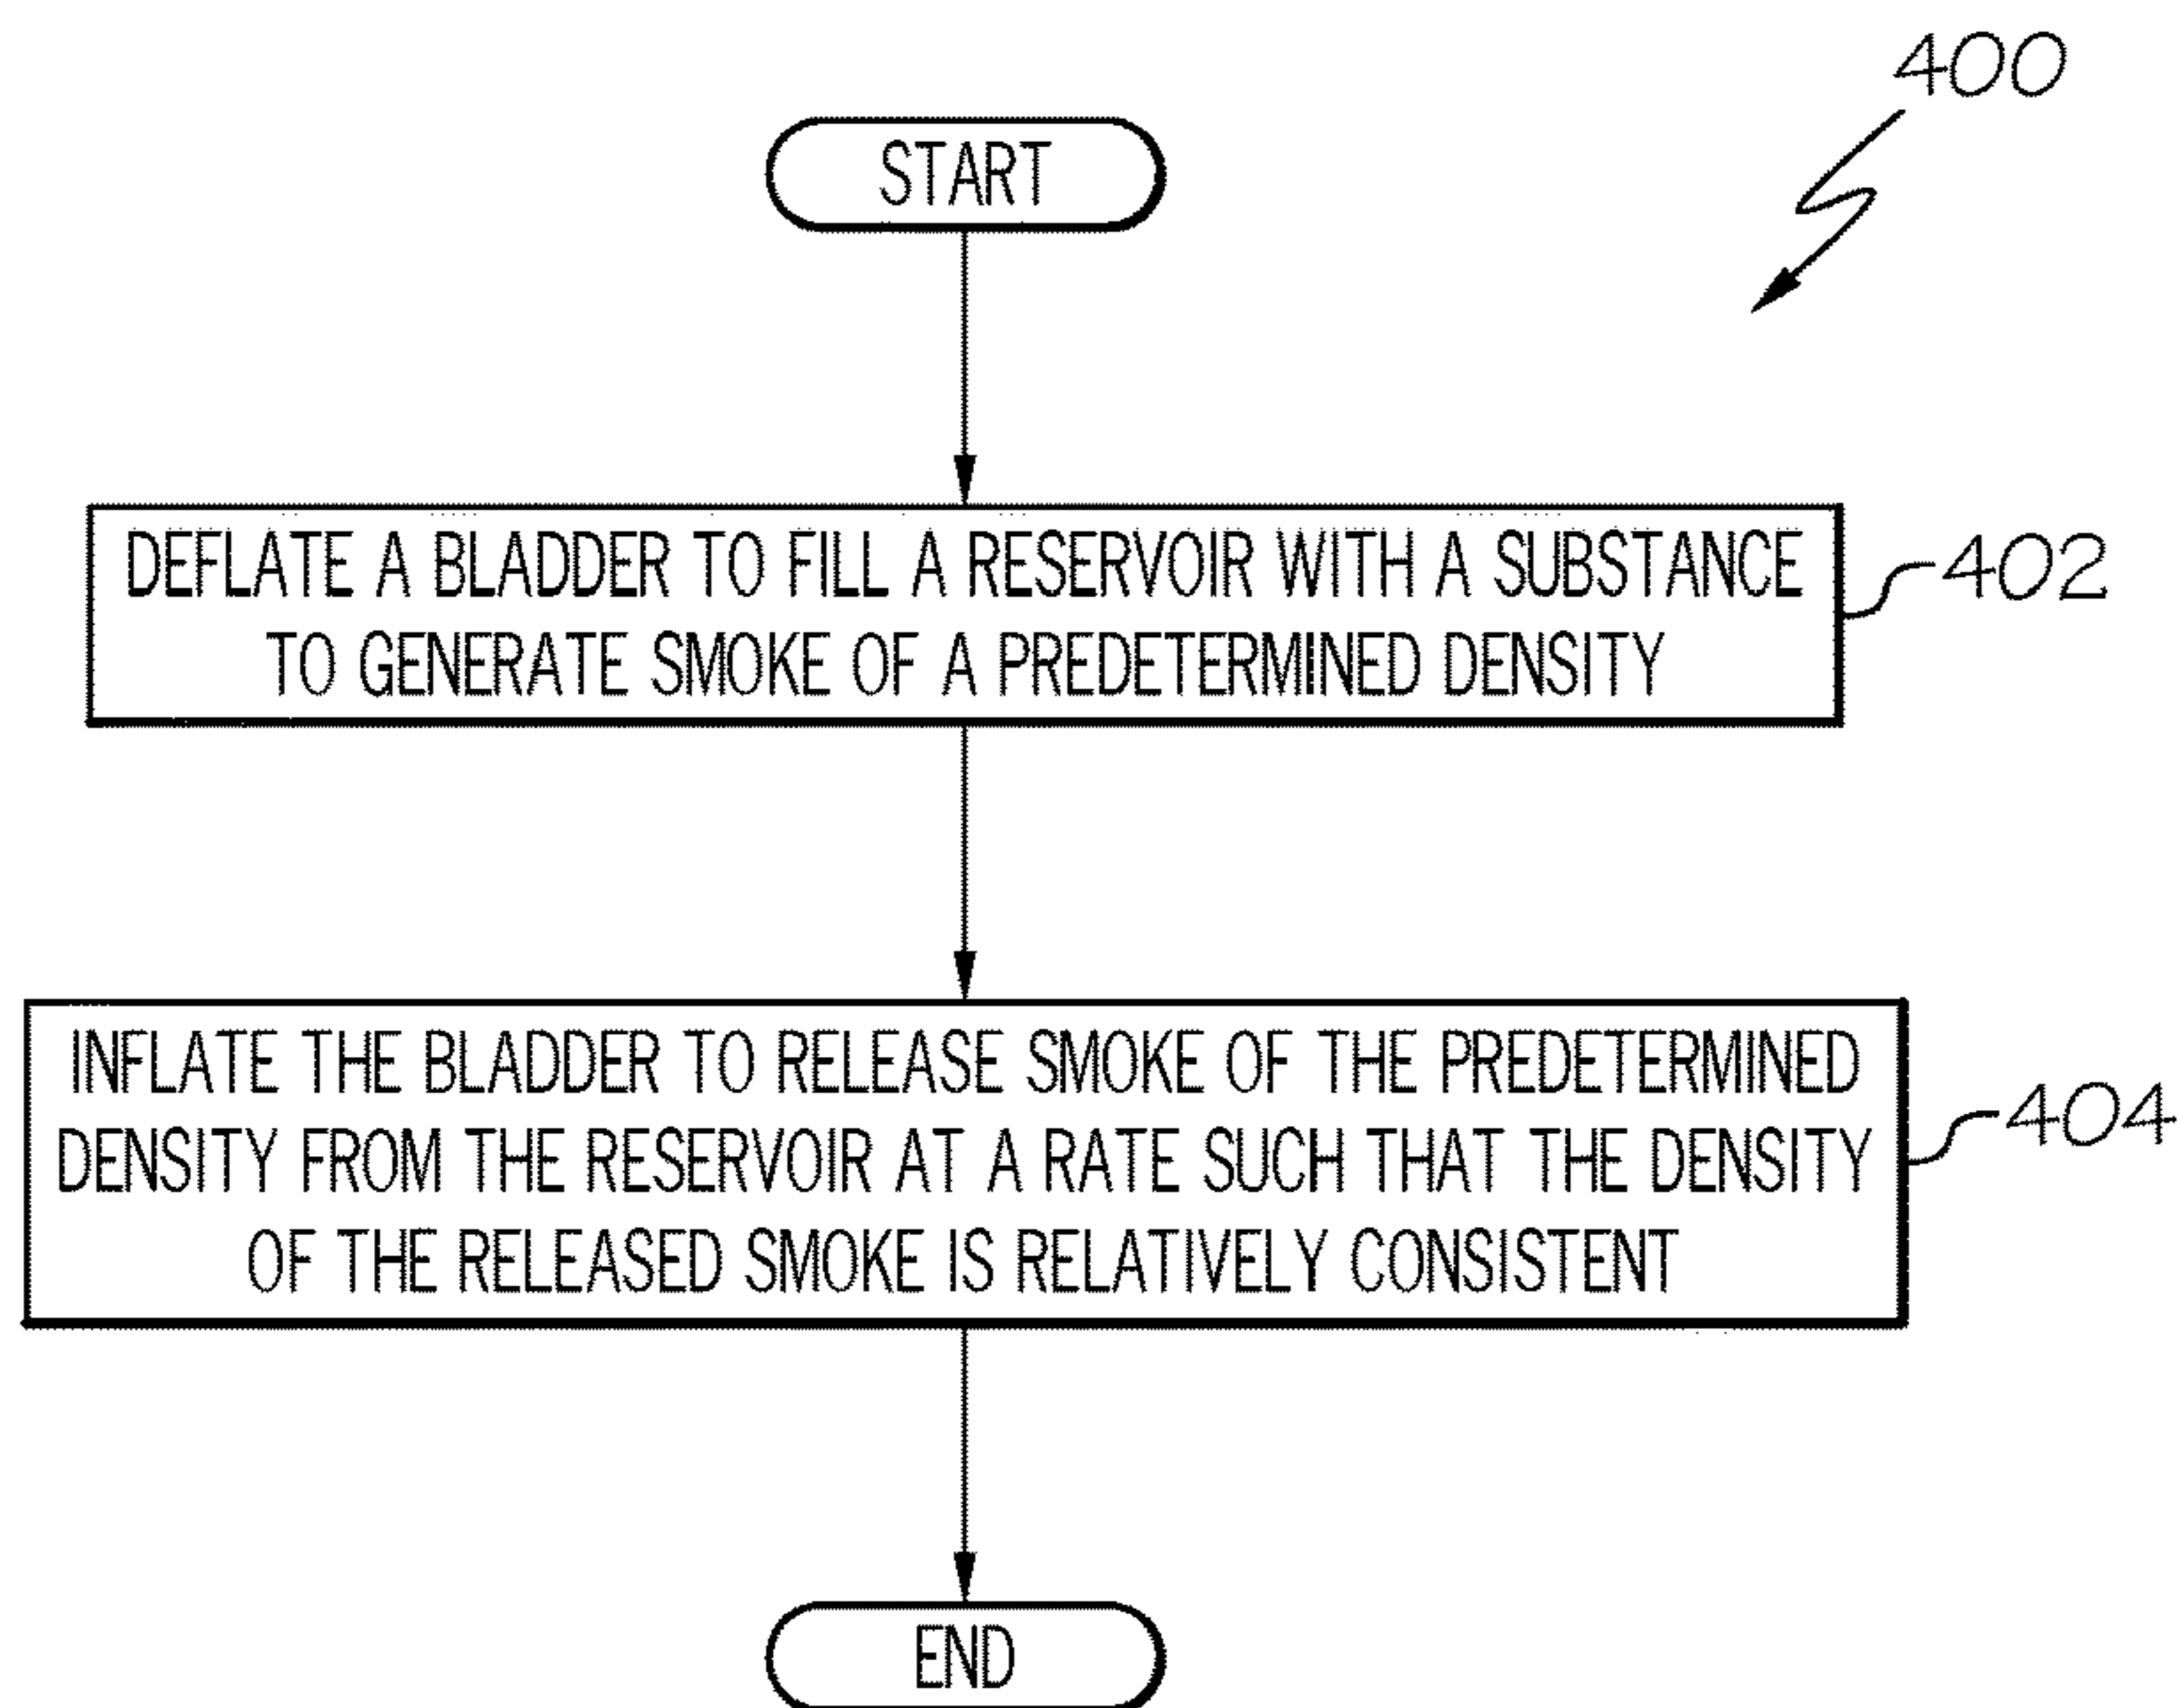 400
START
DEFLATE A BLADDER TO FILL A RESERVOIR WITH A SUBSTANCE
TO GENERATE SMOKE OF A PREDETERMINED DENSITY
402
INFLATE THE BLADDER TO RELEASE SMOKE OF THE PREDETERMINED
DENSITY FROM THE RESERVOIR AT A RATE SUCH THAT THE DENSITY
OF THE RELEASED SMOKE IS RELATIVELY CONSISTENT
404
END